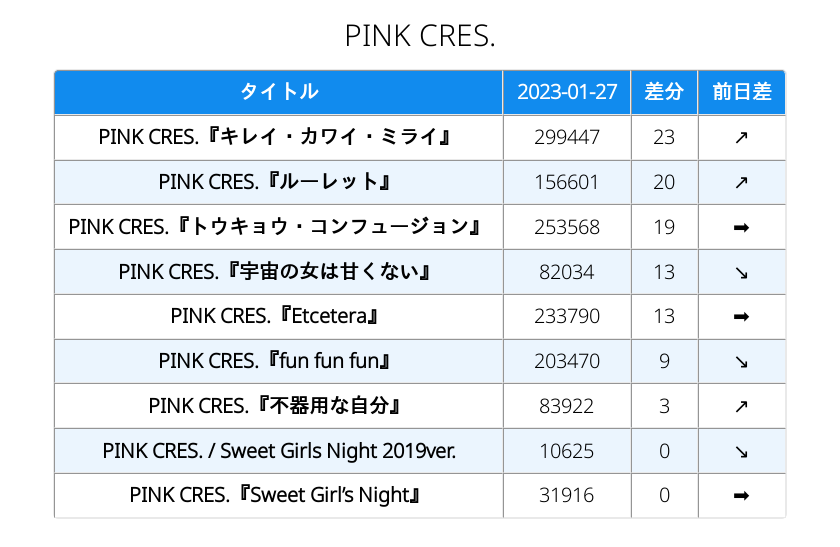 PINK CRES.
タイトル 2023-01-27 差分 前日差
PINK CRES.『キレイ・カワイ・ミライ』 299447 23 ↗
PINK CRES.『ルーレット』 156601 20 ↗
PINK CRES.『トウキョウ・コンフュージョン』 253568 19 ➡
PINK CRES.『宇宙の女は甘くない』 82034 13 ↘
PINK CRES.『Etcetera』 233790 13 ➡
PINK CRES.『fun fun fun』 203470 9 ↘
PINK CRES.『不器用な自分』 83922 3 ↗
PINK CRES. / Sweet Girls Night 2019ver. 10625 0 ↘
PINK CRES.『Sweet Girl’s Night』 31916 0 ➡